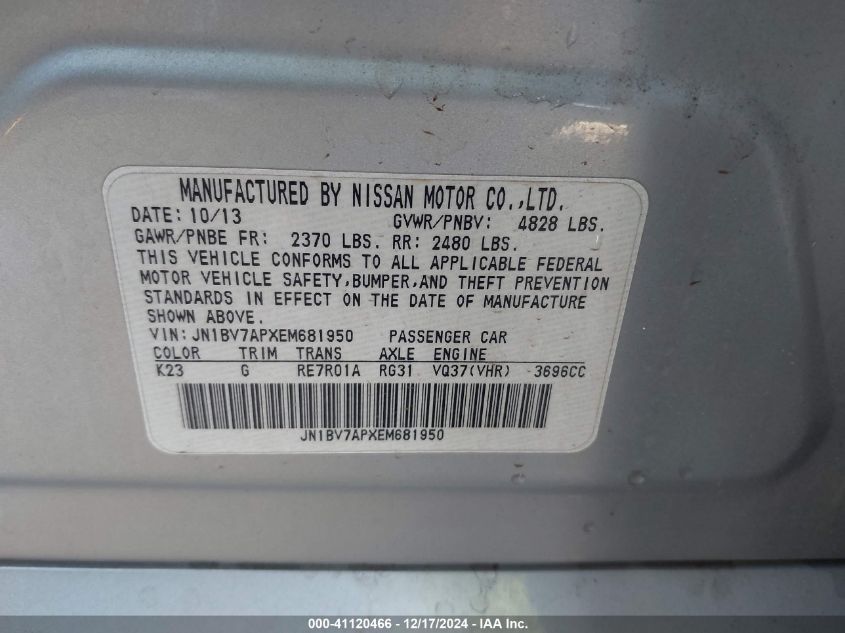 MANUFACTURED BY NISSAN MOTOR CO.,LTD.
DATE: 10/13 GVWR/PNBV: 4828 LBS.
GAWR/PNBE FR: 2370 LBS. RR: 2480 LBS.
THIS VEHICLE CONFORMS TO ALL APPLICABLE FEDERAL
MOTOR VEHICLE SAFETY,BUMPER,AND THEFT PREVENTION
STANDARDS IN EFFECT ON THE DATE OF MANUFACTURE
SHOWN ABOVE.
VIN: JN1BV7APXEM681950 PASSENGER CAR
COLOR TRIM TRANS AXLE ENGINE
K23 G RE7R01A RG31 VQ37(VHR) 3696CC
JN1BV7APXEM681950
000-41120466 - 12/17/2024 - IAA Inc.